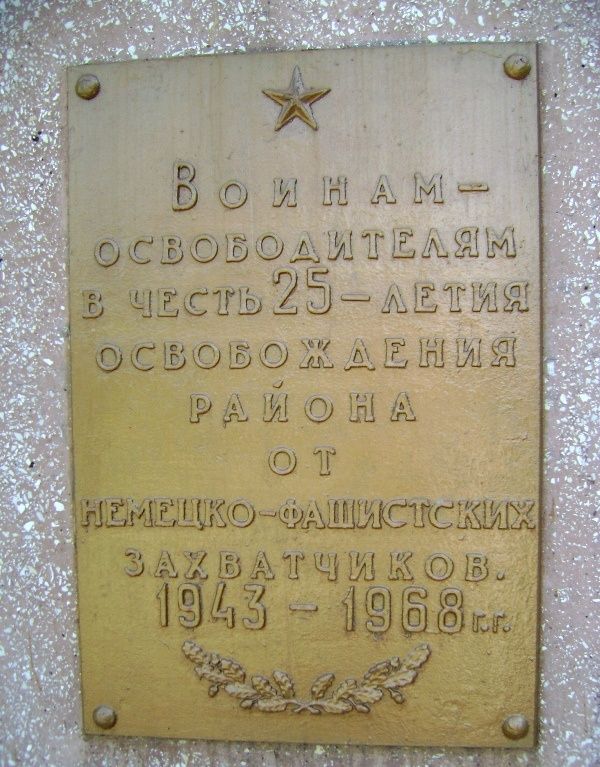 Воинам-
освободителям
в честь 25-летия
освобождения
района
от
немецко-фашистских
захватчиков.
1943 - 1968 г.г.